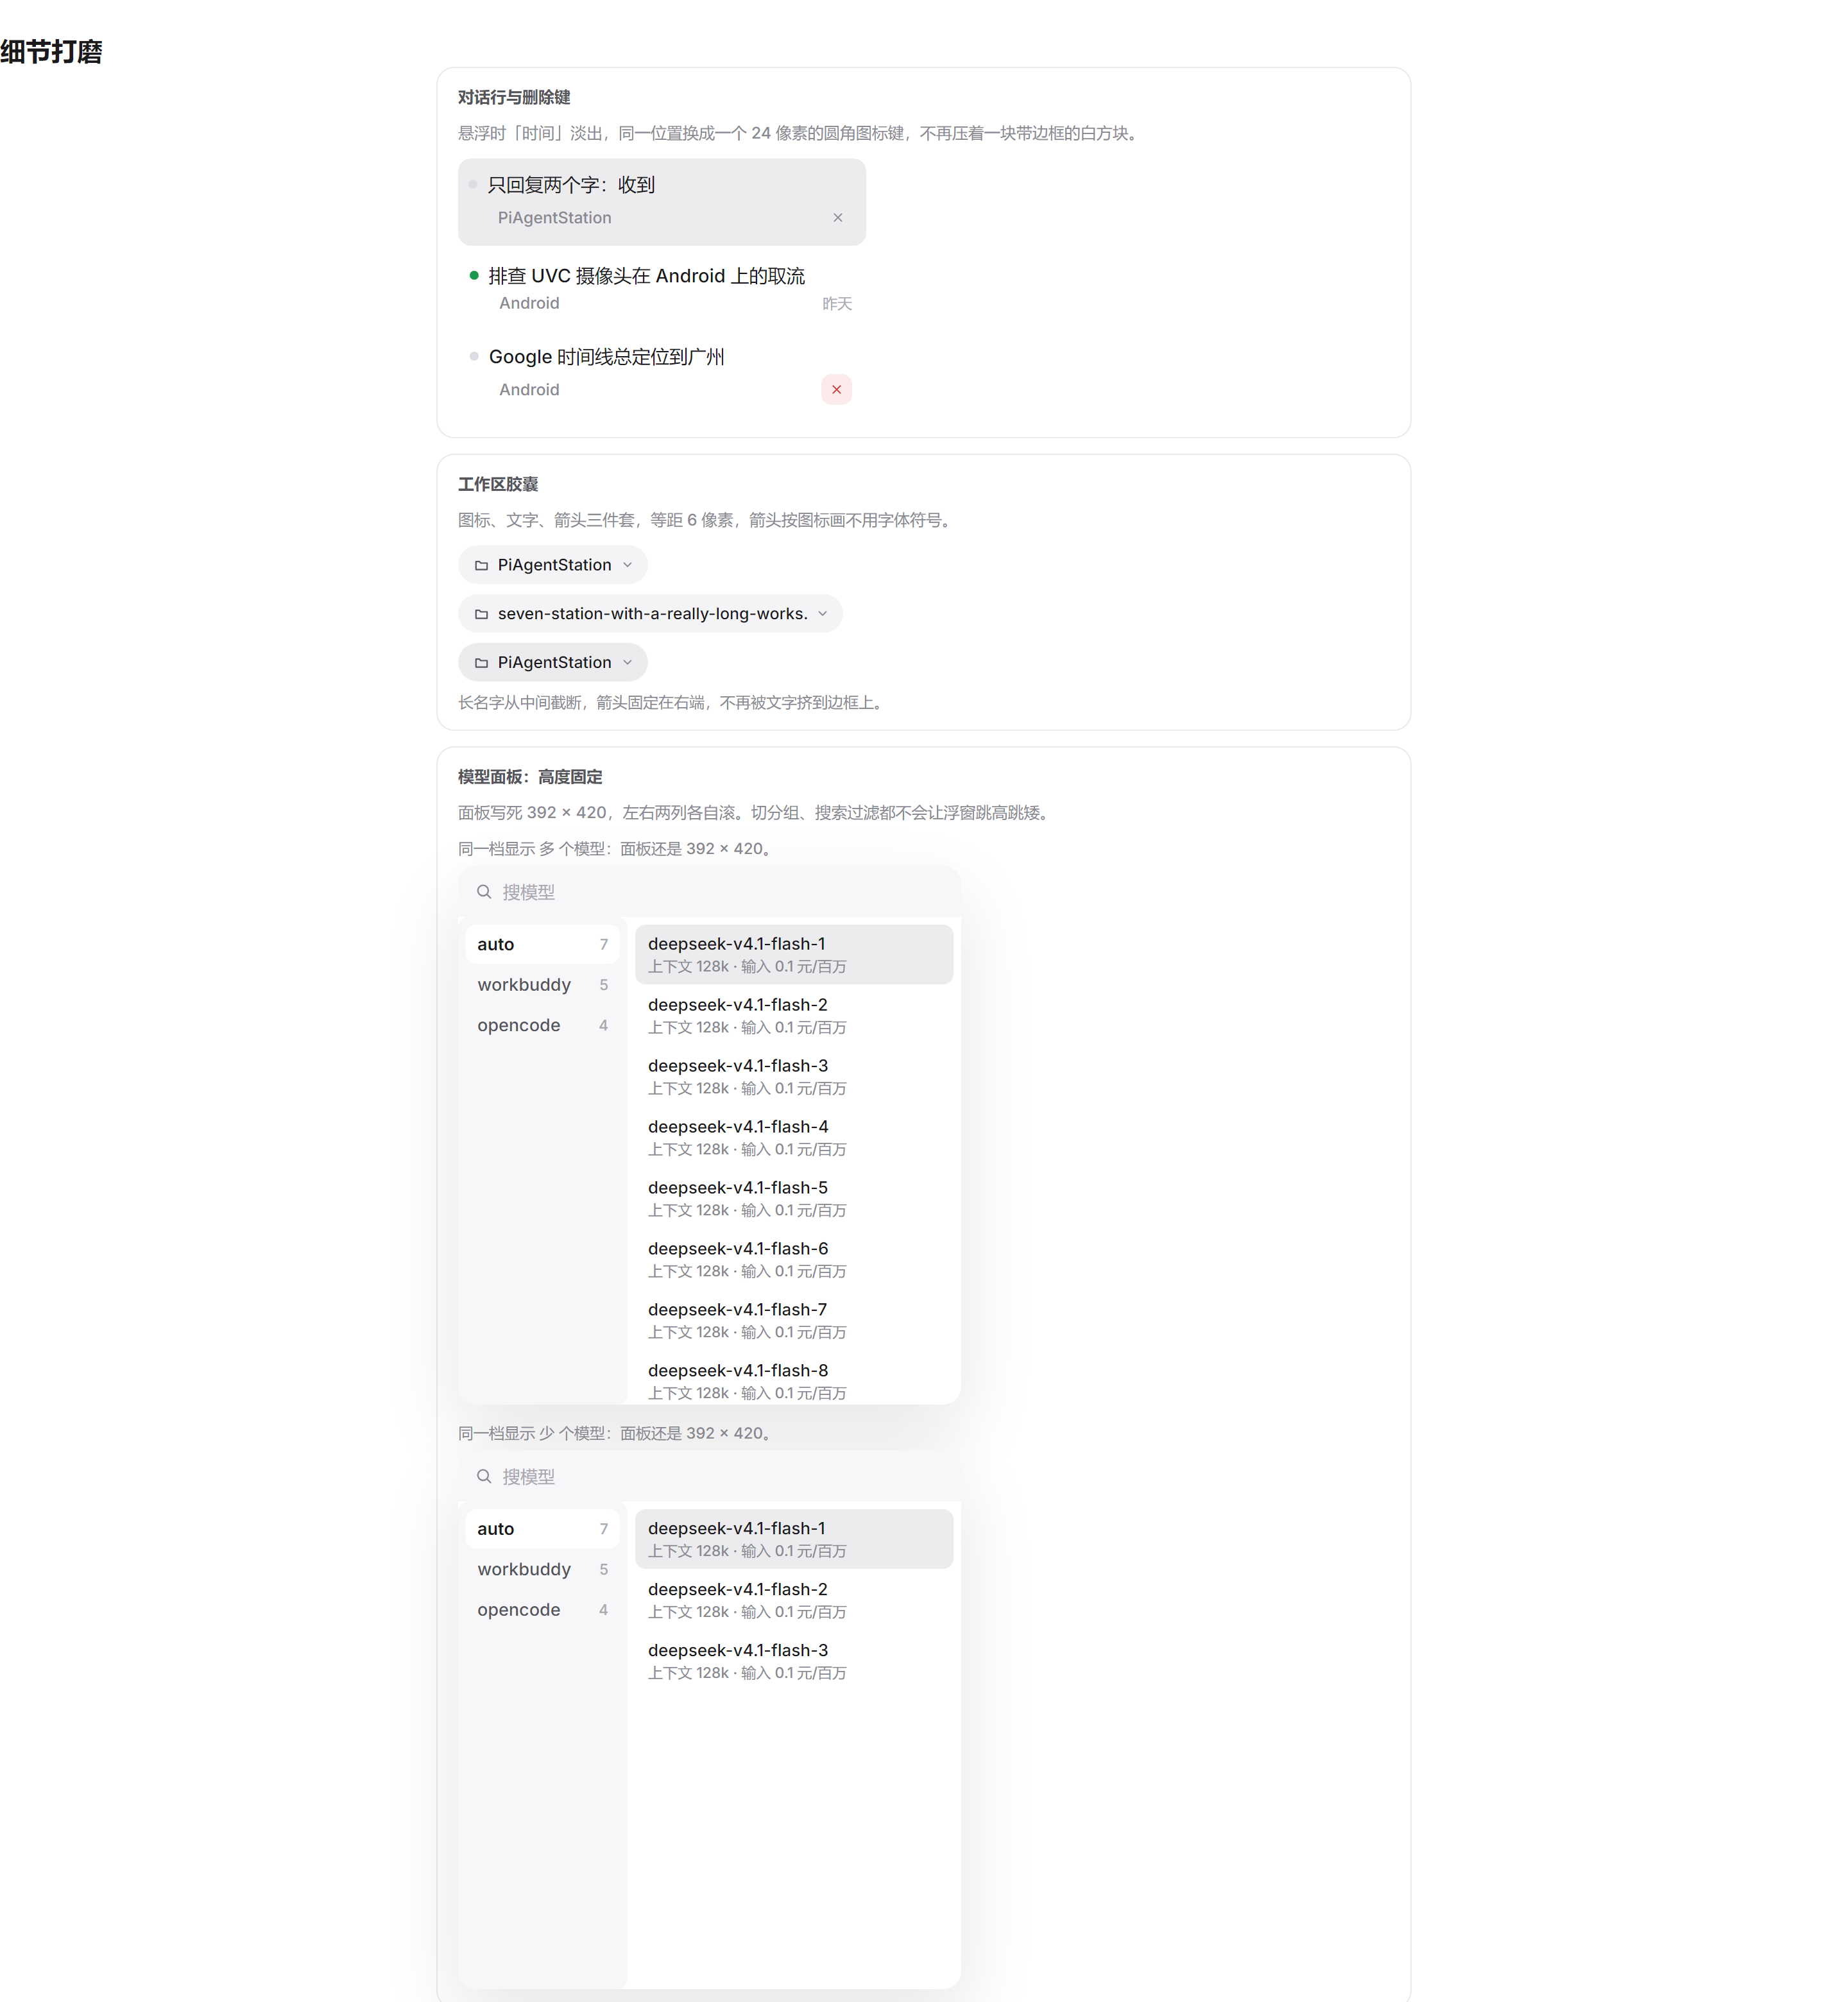 细节打磨
对话行与删除键
悬浮时「时间」淡出，同一位置换成一个 24 像素的圆角图标键，不再压着一块带边框的白方块。
只回复两个字：收到
PiAgentStation
排查 UVC 摄像头在 Android 上的取流
Android 昨天
Google 时间线总定位到广州
Android
工作区胶囊
图标、文字、箭头三件套，等距 6 像素，箭头按图标画不用字体符号。
PiAgentStation
seven-station-with-a-really-long-works.
PiAgentStation
长名字从中间截断，箭头固定在右端，不再被文字挤到边框上。
模型面板：高度固定
面板写死 392 × 420，左右两列各自滚。切分组、搜索过滤都不会让浮窗跳高跳矮。
同一档显示 多 个模型：面板还是 392 × 420。
搜模型
auto 7
workbuddy 5
opencode 4
deepseek-v4.1-flash-1
上下文 128k · 输入 0.1 元/百万
deepseek-v4.1-flash-2
上下文 128k · 输入 0.1 元/百万
deepseek-v4.1-flash-3
上下文 128k · 输入 0.1 元/百万
deepseek-v4.1-flash-4
上下文 128k · 输入 0.1 元/百万
deepseek-v4.1-flash-5
上下文 128k · 输入 0.1 元/百万
deepseek-v4.1-flash-6
上下文 128k · 输入 0.1 元/百万
deepseek-v4.1-flash-7
上下文 128k · 输入 0.1 元/百万
deepseek-v4.1-flash-8
上下文 128k · 输入 0.1 元/百万
同一档显示 少 个模型：面板还是 392 × 420。
搜模型
auto 7
workbuddy 5
opencode 4
deepseek-v4.1-flash-1
上下文 128k · 输入 0.1 元/百万
deepseek-v4.1-flash-2
上下文 128k · 输入 0.1 元/百万
deepseek-v4.1-flash-3
上下文 128k · 输入 0.1 元/百万